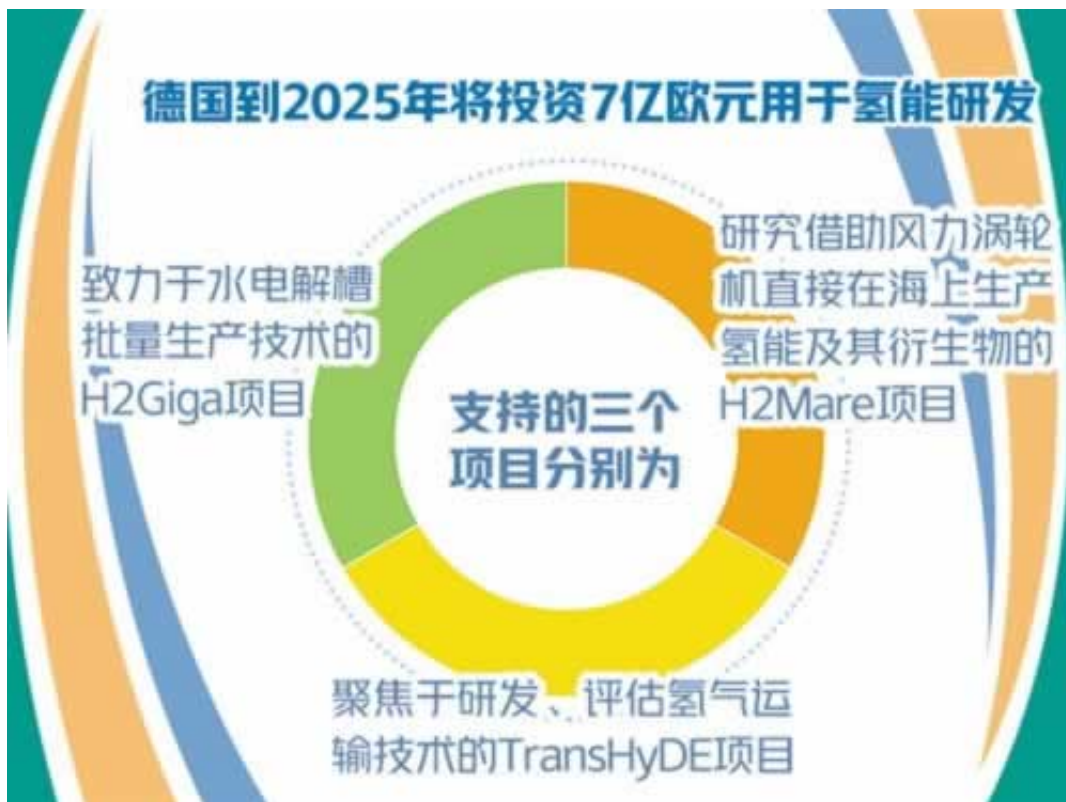 德国到2025年将投资7亿欧元用于氢能研发
致力于水电解槽
批量生产技术的
H2Giga项目
研究借助风力涡轮
机直接在海上生产
氢能及其衍生物的
H2Mare项目
支持的三个
项目分别为
聚焦于研发、评估氢气运
输技术的TransHyDE项目